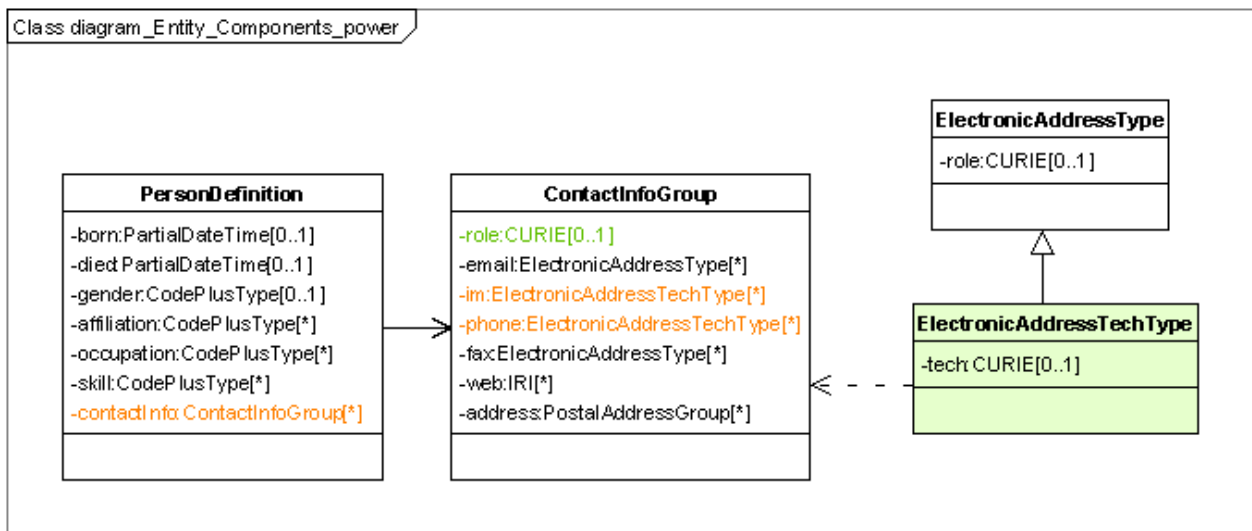 Class diagram_Entity_Components_power
PersonDefinition
-born:PartialDateTime[0..1]
-died:PartialDateTime[0..1]
-gender:CodePlusType[0..1]
-affiliation:CodePlusType[*]
-occupation:CodePlusType[*]
-skill:CodePlusType[*]
-contactInfo:ContactInfoGroup[*]
ContactInfoGroup
-role:CURIE[0..1]
-email:ElectronicAddressType[*]
-im:ElectronicAddressTechType[*]
-phone:ElectronicAddressTechType[*]
-fax:ElectronicAddressType[*]
-web:IRI[*]
-address:PostalAddressGroup[*]
ElectronicAddressType
-role:CURIE[0..1]
ElectronicAddressTechType
-tech:CURIE[0..1]